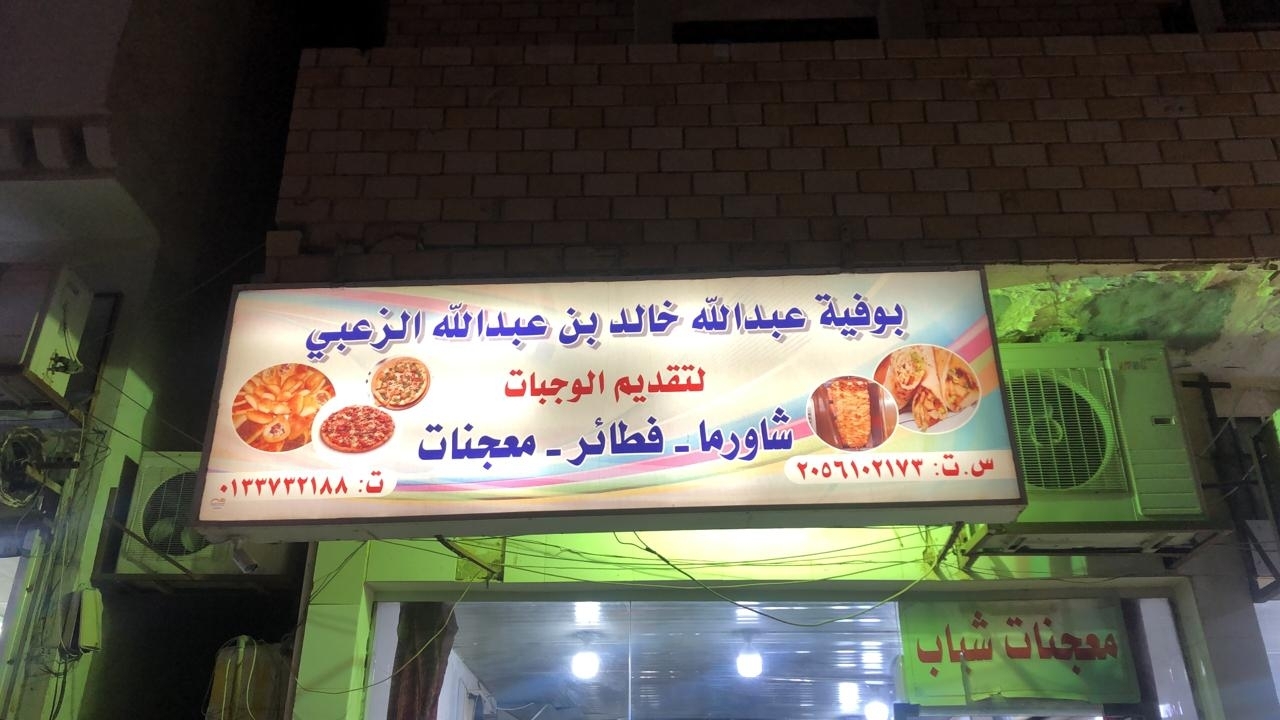 بوفية عبدالله خالد بن عبدالله الزعبي
لتقديم الوجبات
شاورما - فطائر - معجنات
س.ت: ٢٠٥٦١٠٢١٧٣
ت: ٠١٣٣٧٣٢١٨٨
معجنات شباب